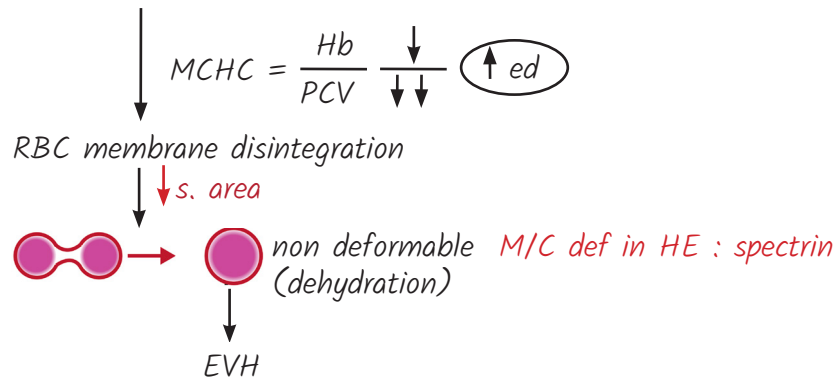 MCHC = Hb / PCV ↓ / ↓↓ ↑ ed
RBC membrane disintegration
↓ s. area
non deformable M/C def in HE : spectrin
(dehydration)
EVH